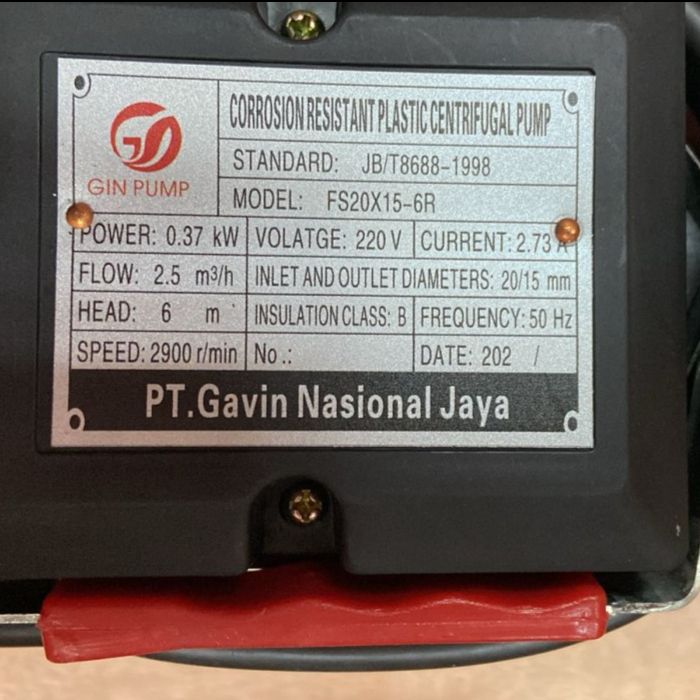 CORROSION RESISTANT PLASTIC CENTRIFUGAL PUMP
GIN PUMP
STANDARD: JB/T8688-1998
MODEL: FS20X15-6R
POWER: 0.37 kW VOLATGE: 220 V CURRENT: 2.73 A
FLOW: 2.5 m³/h INLET AND OUTLET DIAMETERS: 20/15 mm
HEAD: 6 m INSULATION CLASS: B FREQUENCY: 50 Hz
SPEED: 2900 r/min No.: DATE: 202 /
PT.Gavin Nasional Jaya